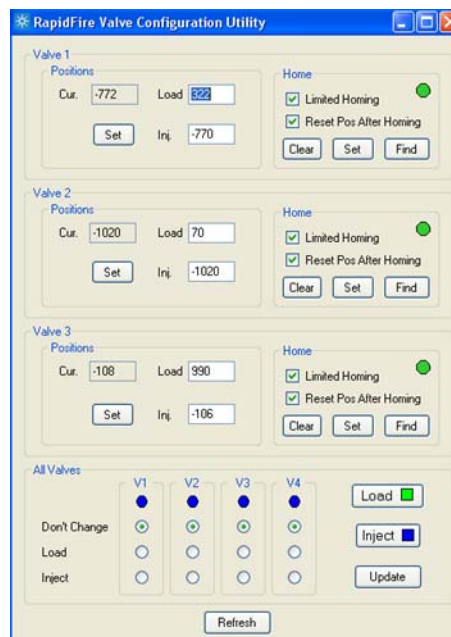 RapidFire Valve Configuration Utility
Valve 1
Positions
Home
Cur. -772 Load 322
Limited Homing
Reset Pos After Homing
Set Inj. -770
Clear Set Find
Valve 2
Positions
Home
Cur. -1020 Load 70
Limited Homing
Reset Pos After Homing
Set Inj. -1020
Clear Set Find
Valve 3
Positions
Home
Cur. -108 Load 990
Limited Homing
Reset Pos After Homing
Set Inj. -106
Clear Set Find
All Valves
V1 V2 V3 V4
Load
Don't Change
Inject
Load
Inject
Update
Refresh